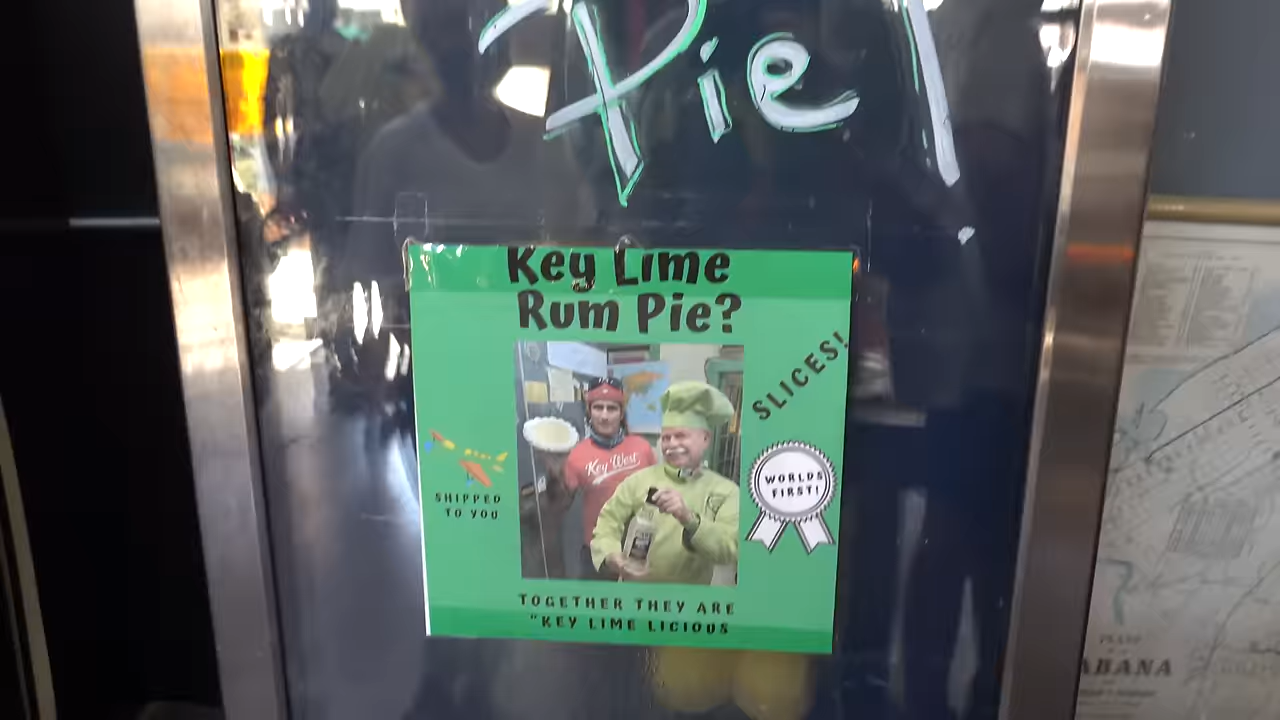 Pie!
Key Lime
Rum Pie?
SLICES!
Key West
SHIPPED
TO YOU
WORLDS
FIRST!
TOGETHER THEY ARE
"KEY LIME LICIOUS
ABANA